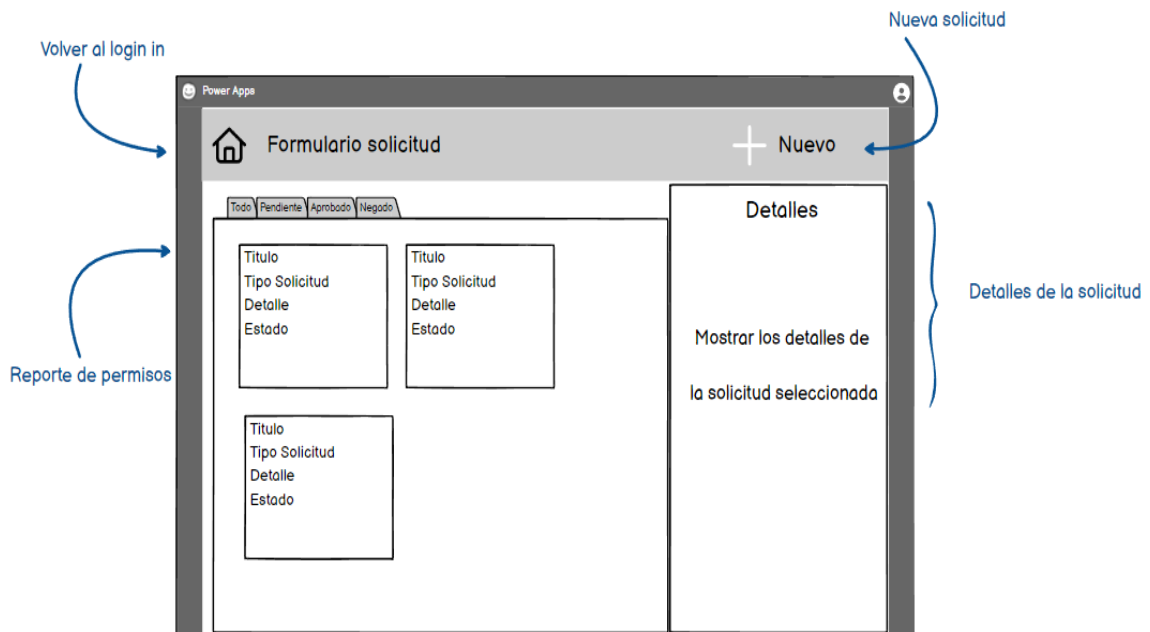 Nueva solicitud
Volver al login in
Power Apps
Formulario solicitud
Nuevo
Todo Pendiente Aprobado Negado
Detalles
Titulo
Tipo Solicitud
Detalle
Estado
Titulo
Tipo Solicitud
Detalle
Estado
Detalles de la solicitud
Mostrar los detalles de
la solicitud seleccionada
Reporte de permisos
Titulo
Tipo Solicitud
Detalle
Estado